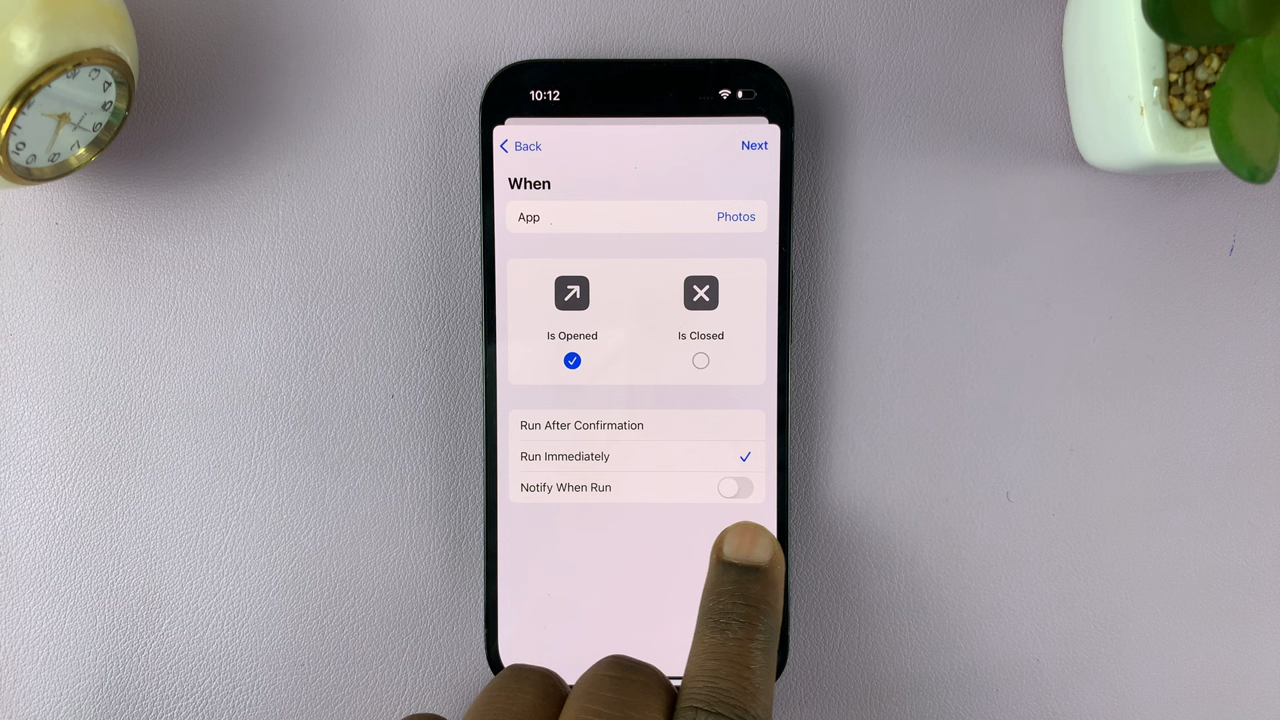 10:12
Back
Next
When
App
Photos
Is Opened
Is Closed
Run After Confirmation
Run Immediately
Notify When Run